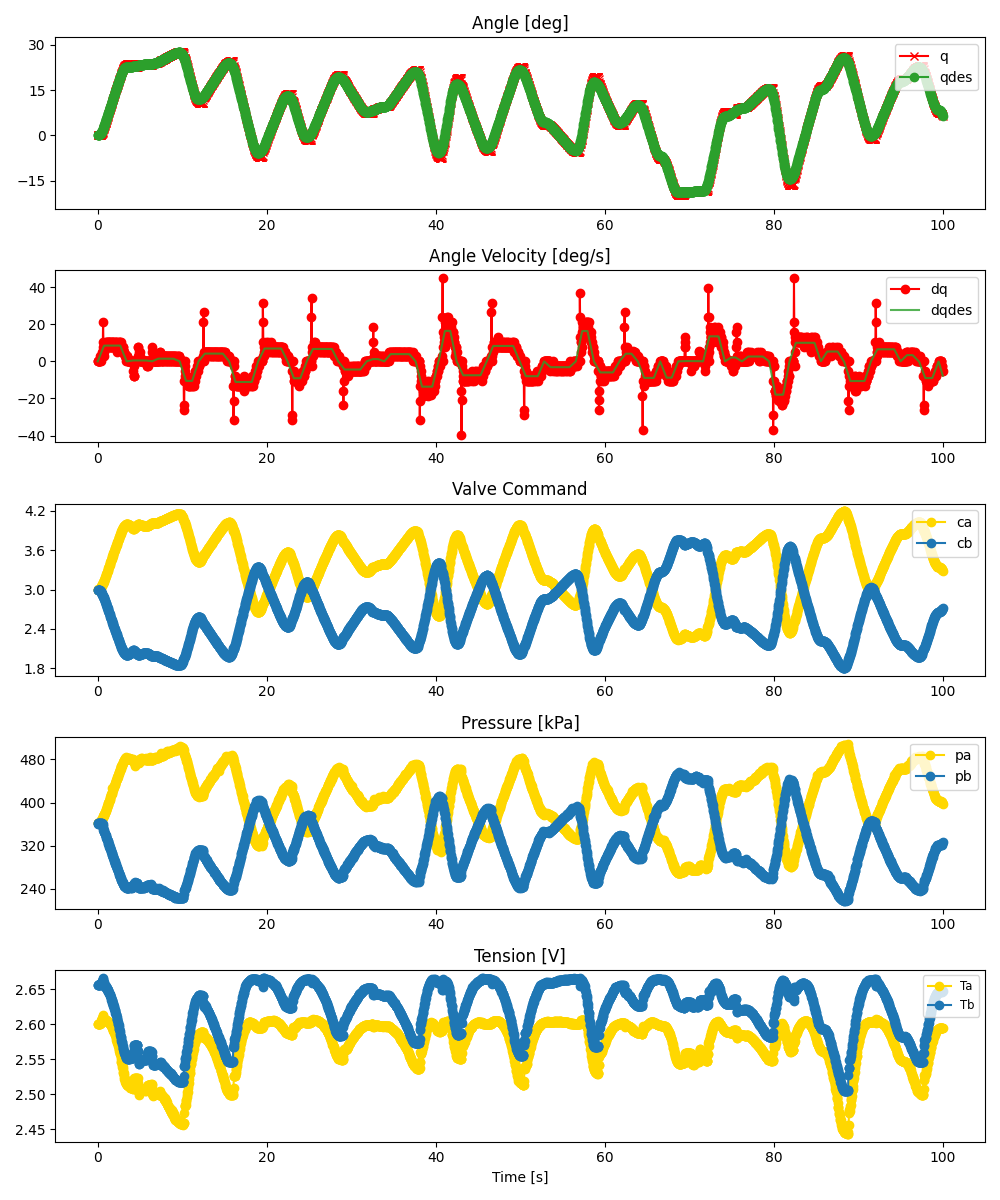 Angle [deg]
30
15
0
−15
q
qdes
0 20 40 60 80 100
Angle Velocity [deg/s]
40
20
0
−20
−40
dq
dqdes
0 20 40 60 80 100
Valve Command
4.2
3.6
3.0
2.4
1.8
ca
cb
0 20 40 60 80 100
Pressure [kPa]
480
400
320
240
pa
pb
0 20 40 60 80 100
Tension [V]
2.65
2.60
2.55
2.50
2.45
Ta
Tb
0 20 40 60 80 100
Time [s]